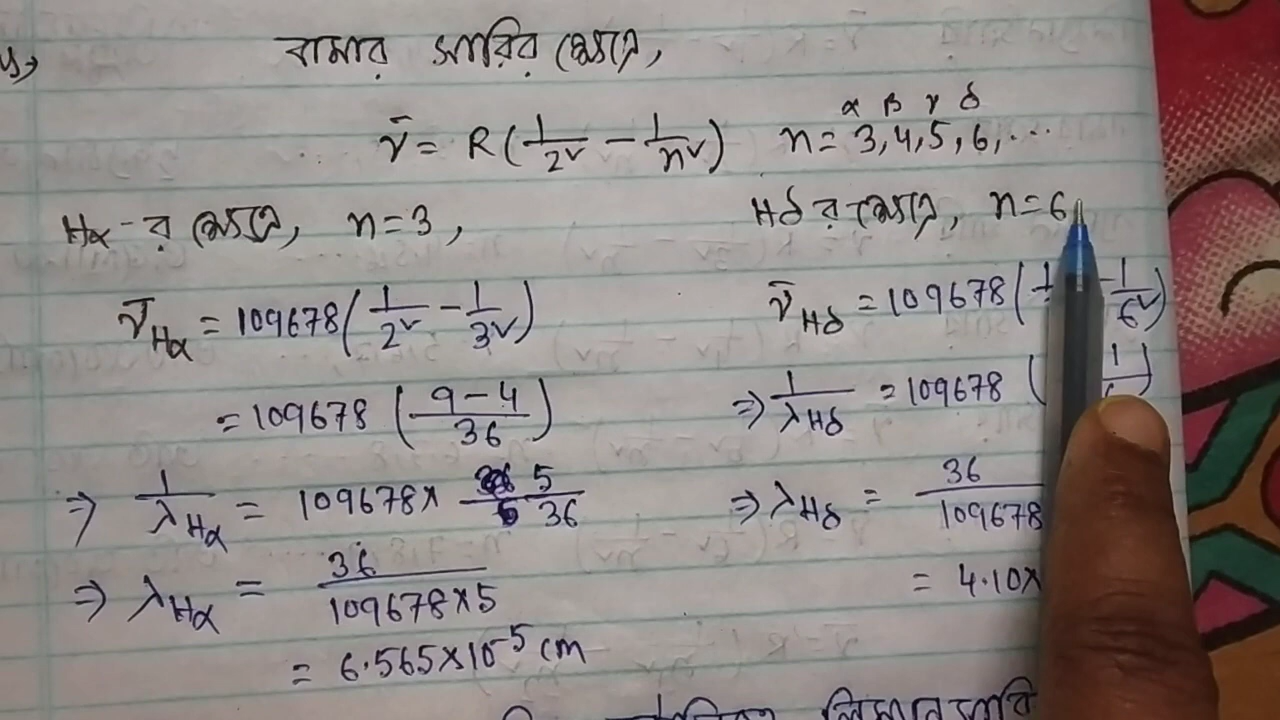 বামার সারির ক্ষেত্রে,
α β γ δ
ν̄ = R(1/2² − 1/n²) n = 3,4,5,6,...
Hα-র ক্ষেত্রে, n=3,
ν̄Hα = 109678(1/2² − 1/3²)
= 109678 (9−4/36)
⇒ 1/λHα = 109678 × 5/36
⇒ λHα = 36/109678×5
= 6.565×10⁻⁵ cm
Hδ র ক্ষেত্রে, n=6
ν̄Hδ = 109678( − 1/6²)
⇒ 1/λHδ = 109678 (
⇒ λHδ = 36/109678
= 4.10×